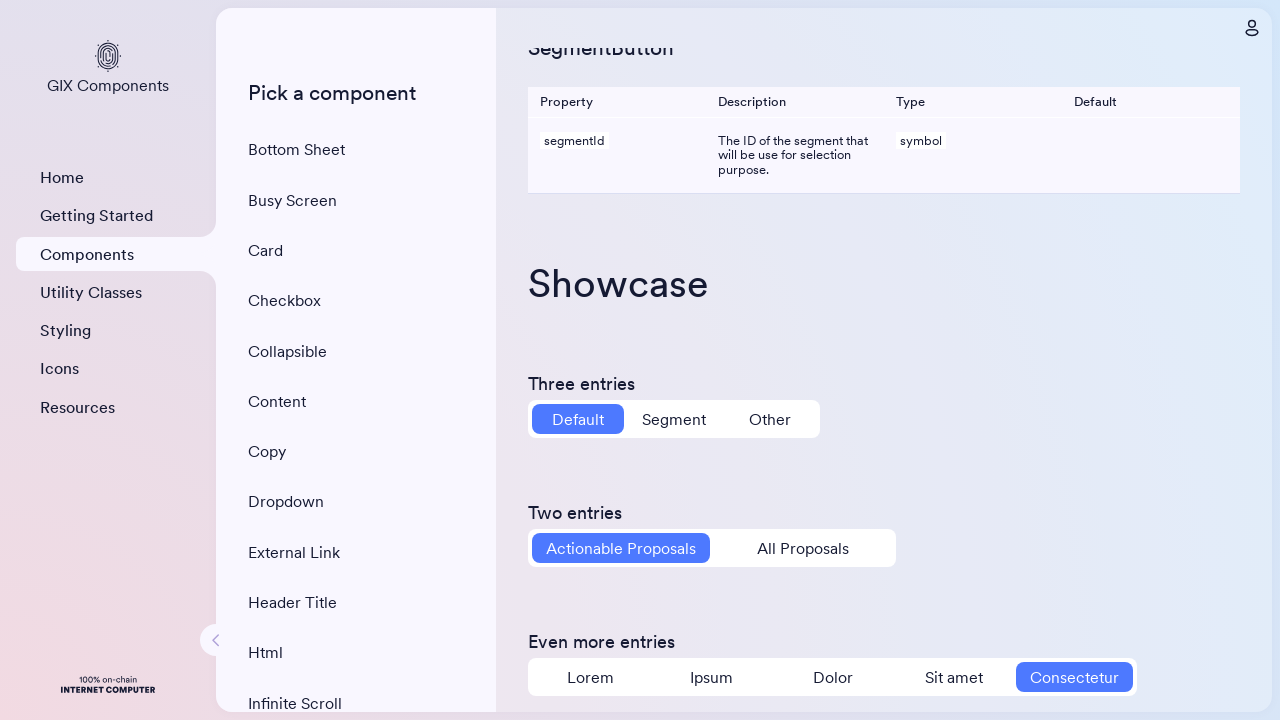 GIX Components
Home
Getting Started
Components
Utility Classes
Styling
Icons
Resources
100% on-chain
INTERNET COMPUTER
Pick a component
Bottom Sheet
Busy Screen
Card
Checkbox
Collapsible
Content
Copy
Dropdown
External Link
Header Title
Html
Infinite Scroll
SegmentButton
Property Description Type Default
segmentId The ID of the segment that symbol
will be use for selection
purpose.
Showcase
Three entries
Default Segment Other
Two entries
Actionable Proposals All Proposals
Even more entries
Lorem Ipsum Dolor Sit amet Consectetur